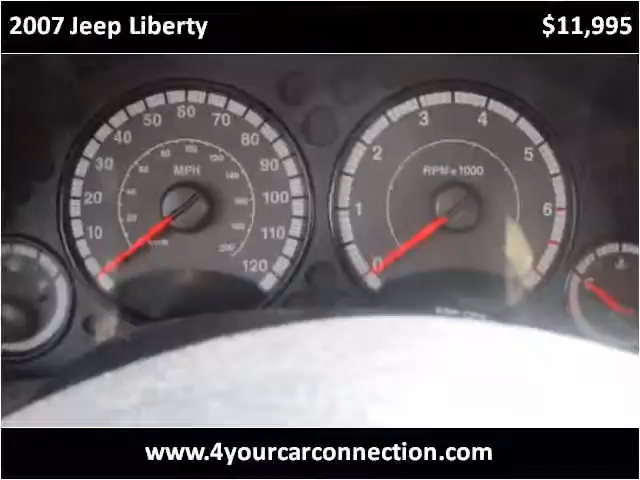 2007 Jeep Liberty $11,995
10 20 30 40 50 60 70 80 90 100 110 120
MPH
0 1 2 3 4 5 6
RPM x 1000
www.4yourcarconnection.com